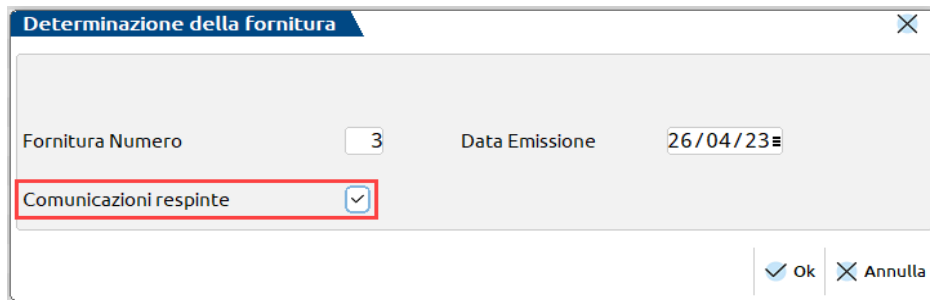 Determinazione della fornitura
Fornitura Numero 3 Data Emissione 26/04/23
Comunicazioni respinte
Ok Annulla